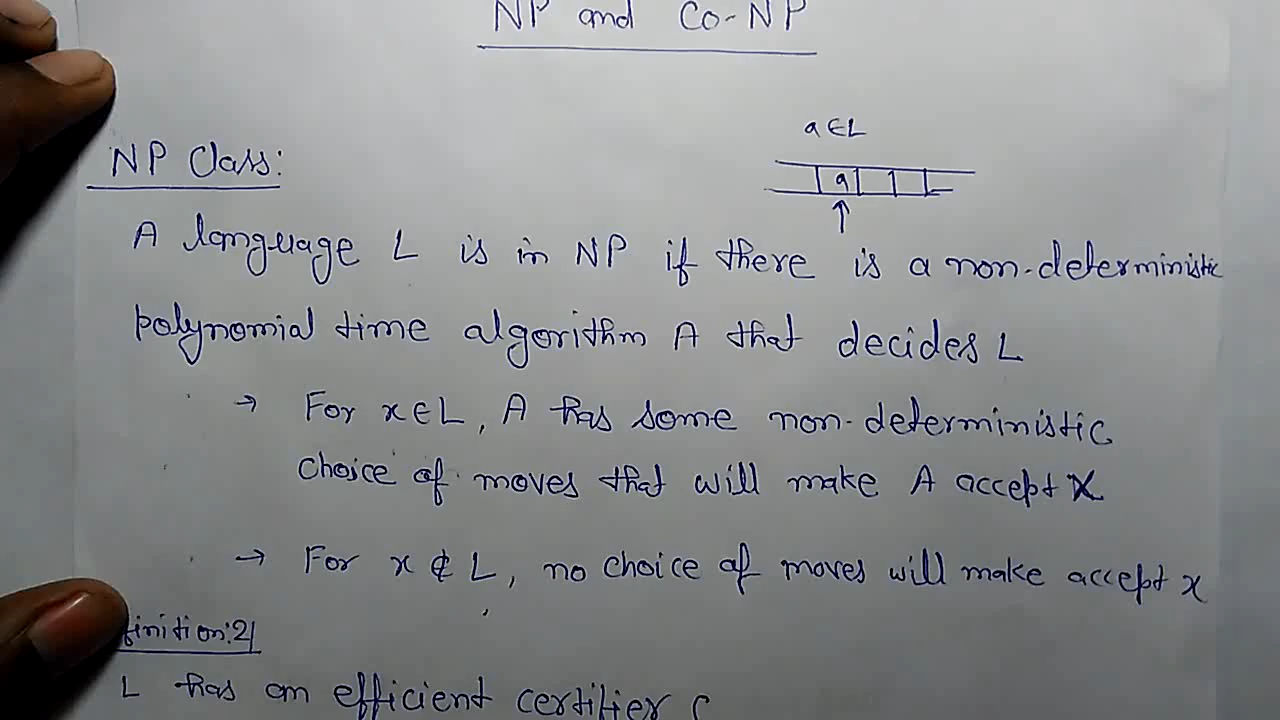 NP and Co-NP
a ∈ L
NP Class:
a
A language L is in NP if there is a non-deterministic
polynomial time algorithm A that decides L
→ For x ∈ L, A has some non-deterministic
choice of moves that will make A accept X
→ For x ∉ L, no choice of moves will make accept x
finition:2
L has an efficient certifier C